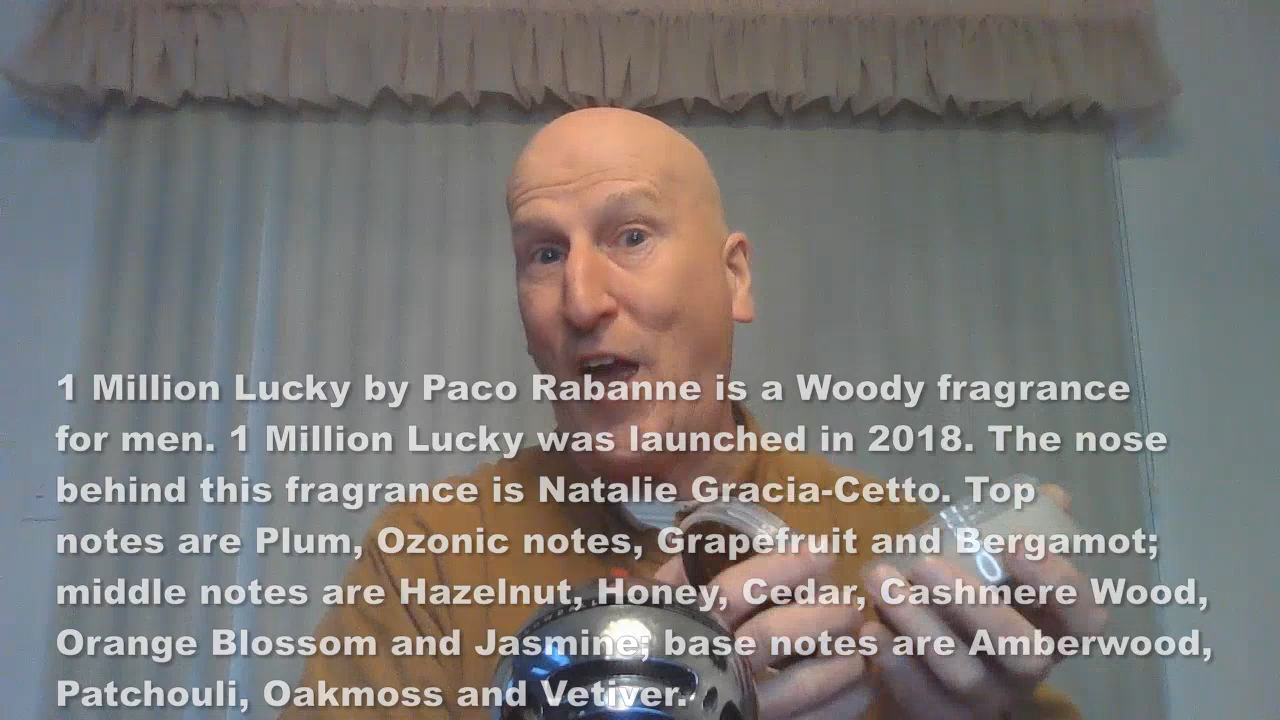 1 Million Lucky by Paco Rabanne is a Woody fragrance
for men. 1 Million Lucky was launched in 2018. The nose
behind this fragrance is Natalie Gracia-Cetto. Top
notes are Plum, Ozonic notes, Grapefruit and Bergamot;
middle notes are Hazelnut, Honey, Cedar, Cashmere Wood,
Orange Blossom and Jasmine; base notes are Amberwood,
Patchouli, Oakmoss and Vetiver.